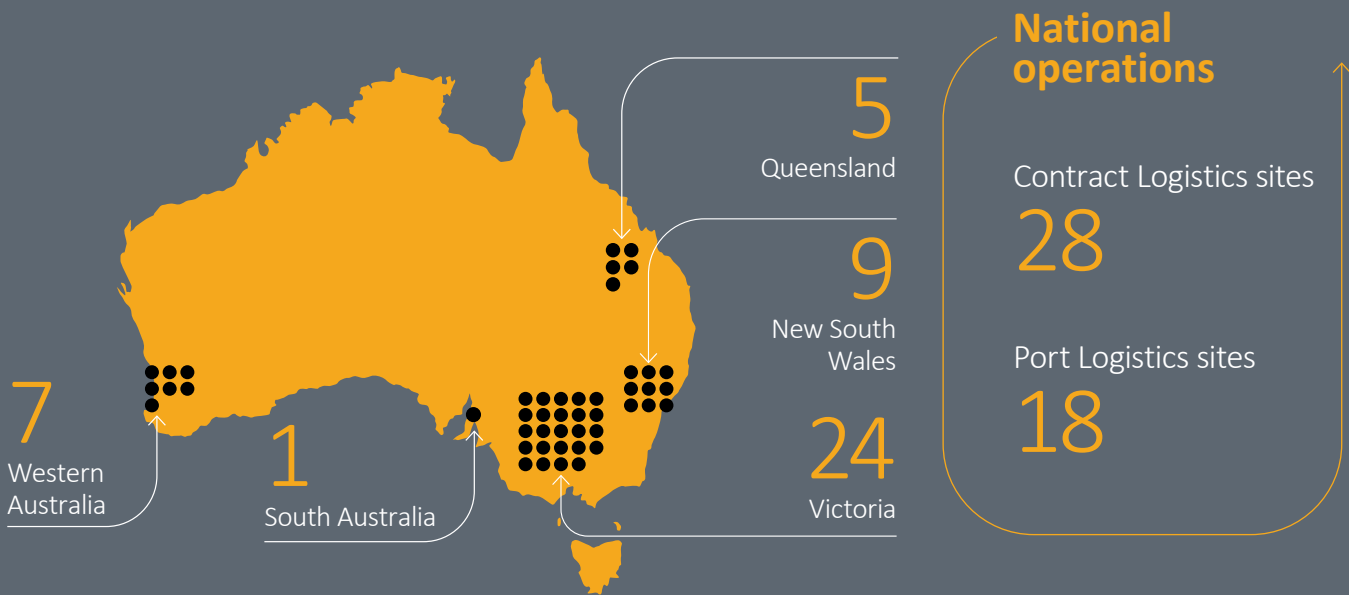 5
Queensland
9
New South
Wales
24
Victoria
7
Western
Australia
1
South Australia
National
operations
Contract Logistics sites
28
Port Logistics sites
18